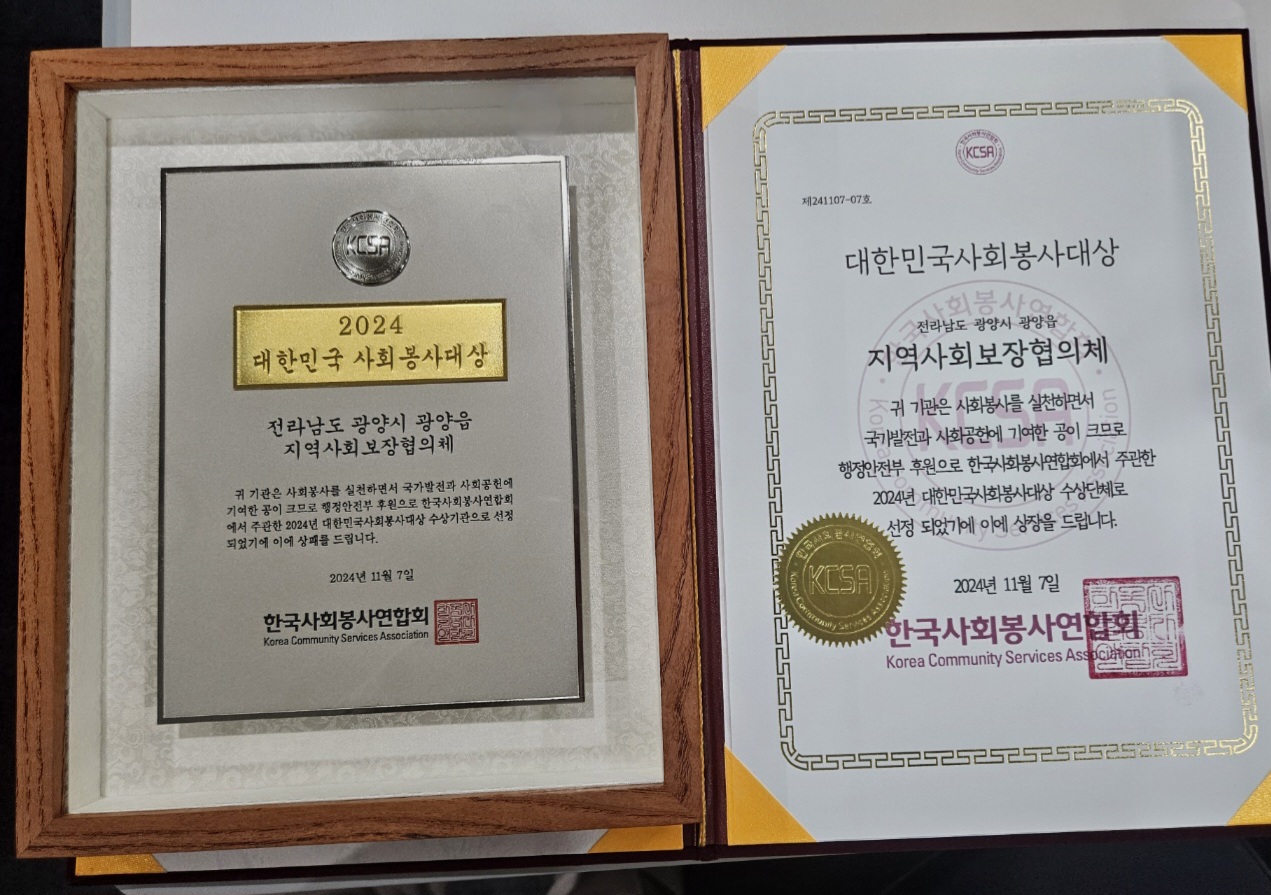 KCSA
2024
대한민국 사회봉사대상
전라남도 광양시 광양읍
지역사회보장협의체
귀 기관은 사회봉사를 실천하면서 국가발전과 사회공헌에
기여한 공이 크므로 행정안전부 후원으로 한국사회봉사연합회
에서 주관한 2024년 대한민국사회봉사대상 수상기관으로 선정
되었기에 이에 상패를 드립니다.
2024년 11월 7일
한국사회봉사연합회
Korea Community Services Association
KCSA
제241107-07호
대한민국사회봉사대상
전라남도 광양시 광양읍
지역사회보장협의체
귀 기관은 사회봉사를 실천하면서
국가발전과 사회공헌에 기여한 공이 크므로
행정안전부 후원으로 한국사회봉사연합회에서 주관한
2024년 대한민국사회봉사대상 수상단체로
선정 되었기에 이에 상장을 드립니다.
KCSA
Korea Community Services Association
2024년 11월 7일
한국사회봉사연합회
Korea Community Services Association